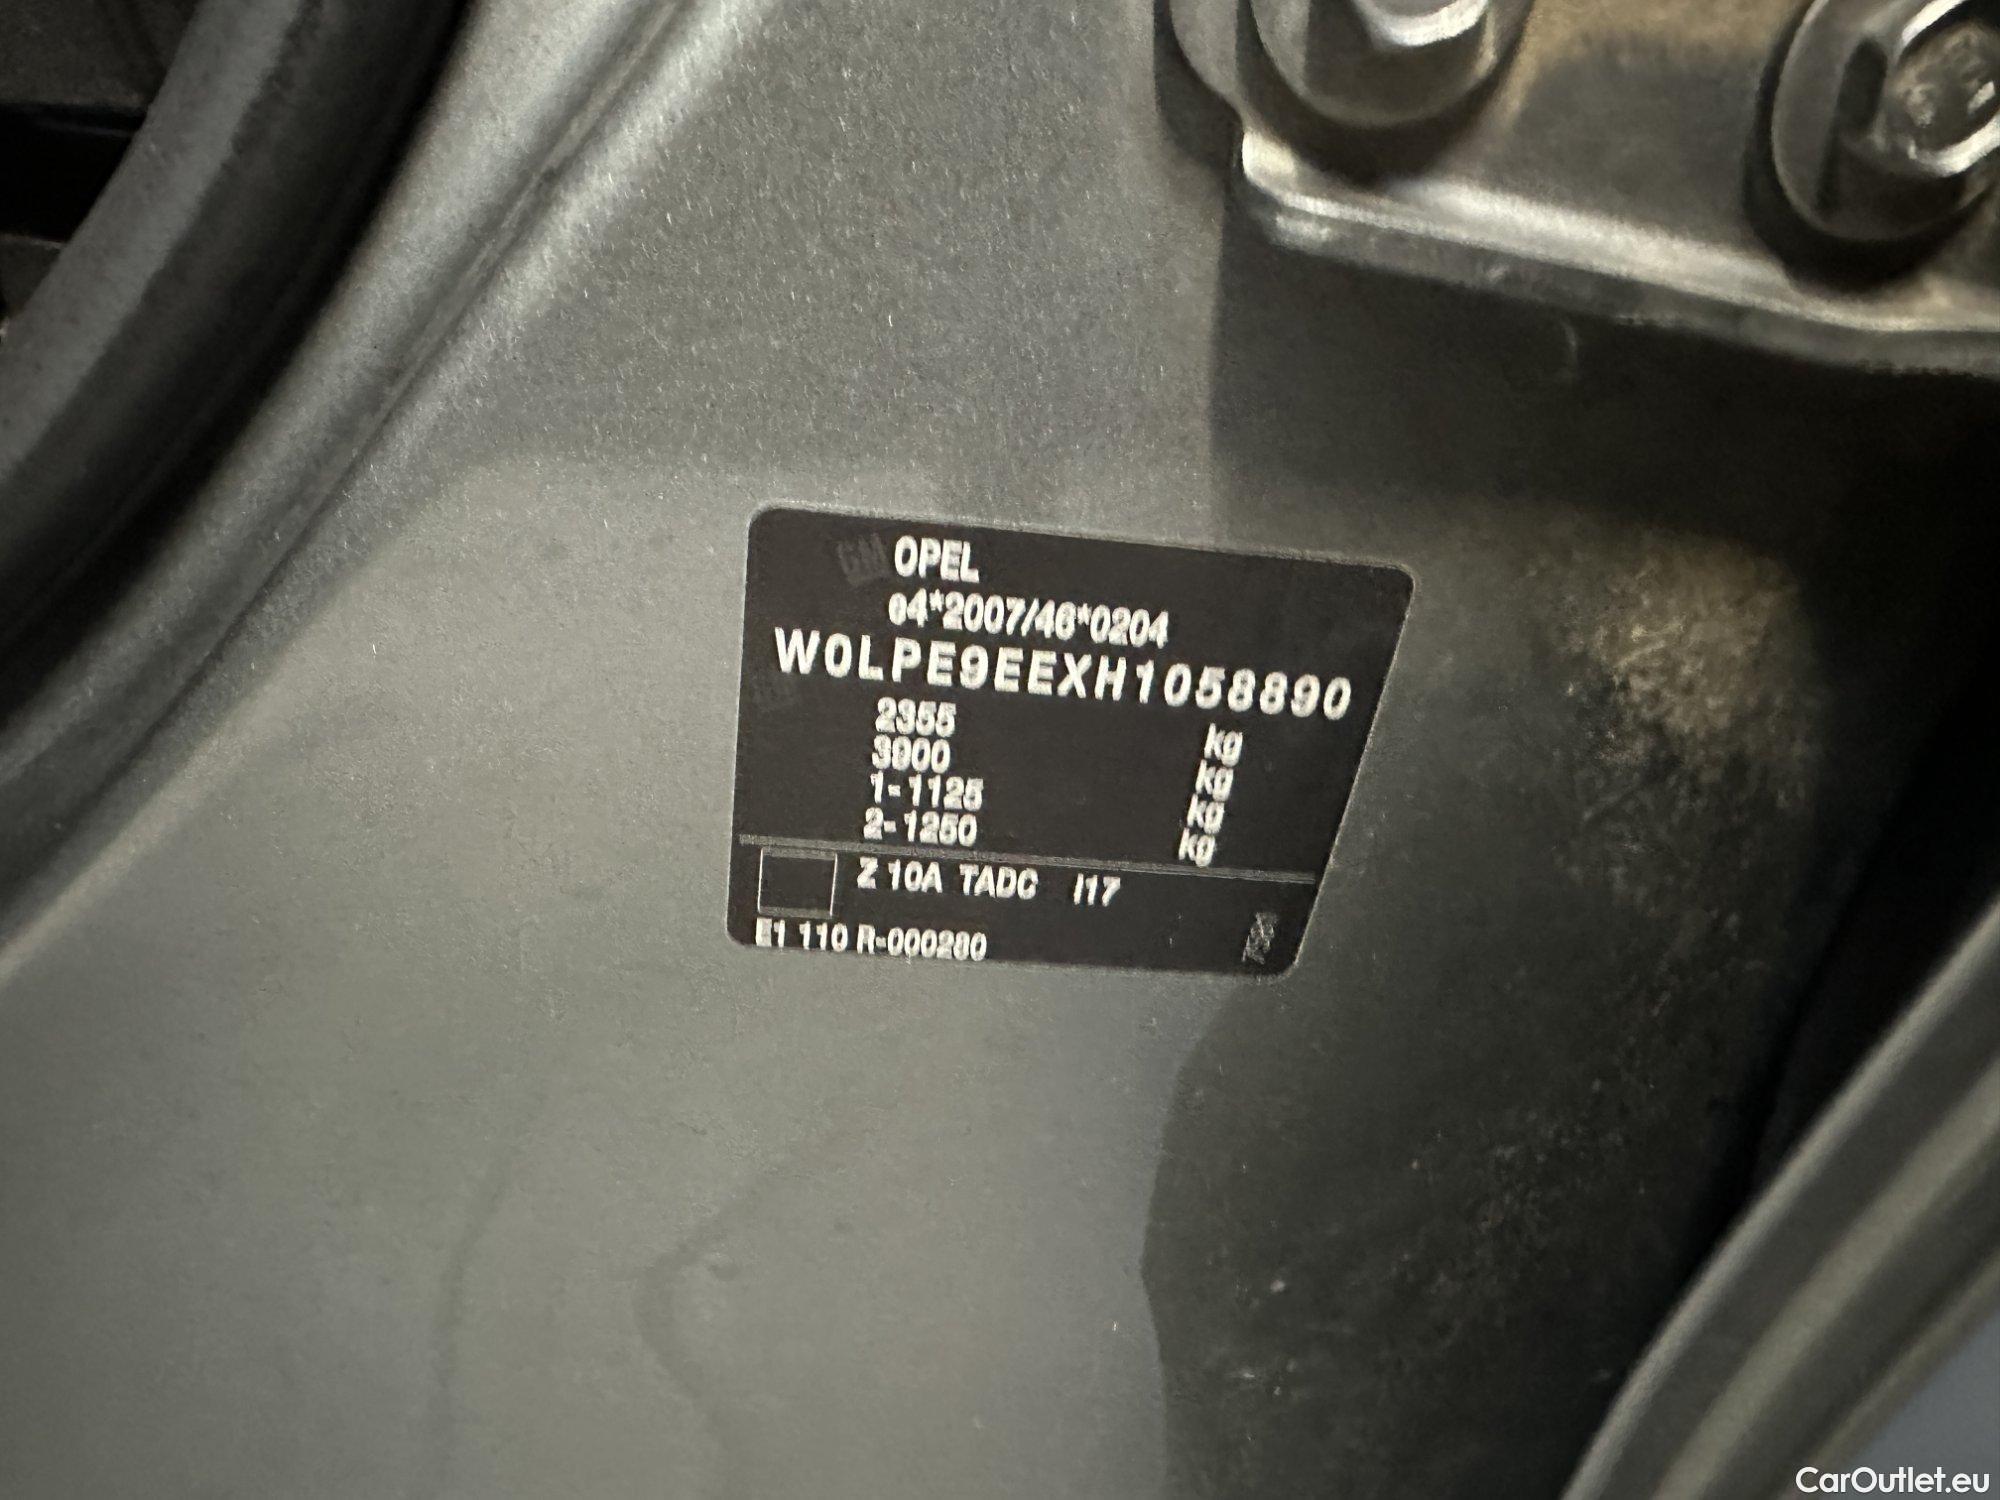 OPEL
04*2007/46*0204
W0LPE9EEXH1058890
2355 kg
3900 kg
1-1125 kg
2-1250 kg
Z 10A TADC I17
E1 110 R-000280
CarOutlet.eu